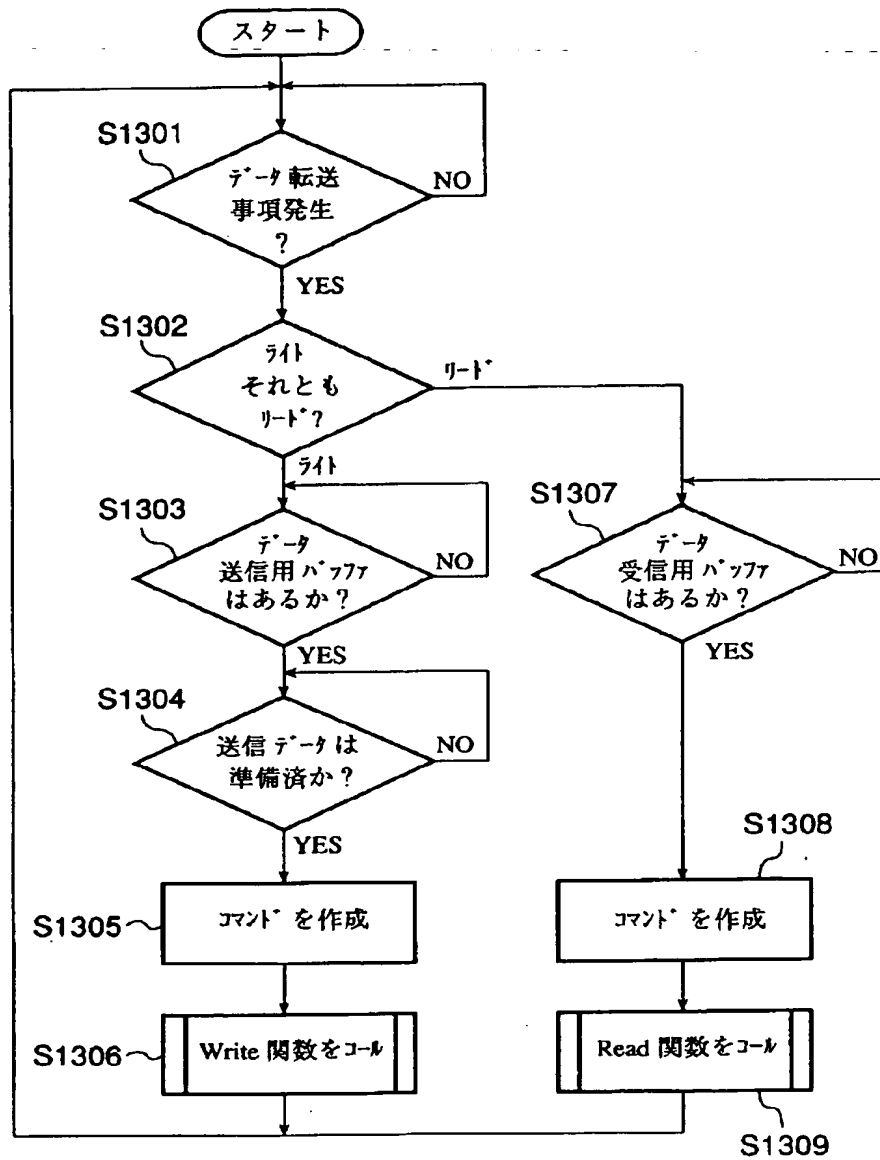 スタート
S1301
データ転送
事項発生
?
NO
YES
S1302
ライト
それとも
リード?
リード
ライト
S1303
データ
送信用バッファ
はあるか?
NO
YES
S1307
データ
受信用バッファ
はあるか?
NO
YES
S1304
送信データは
準備済か?
NO
YES
S1305
コマンドを作成
S1308
コマンドを作成
S1306
Write 関数をコール
Read 関数をコール
S1309